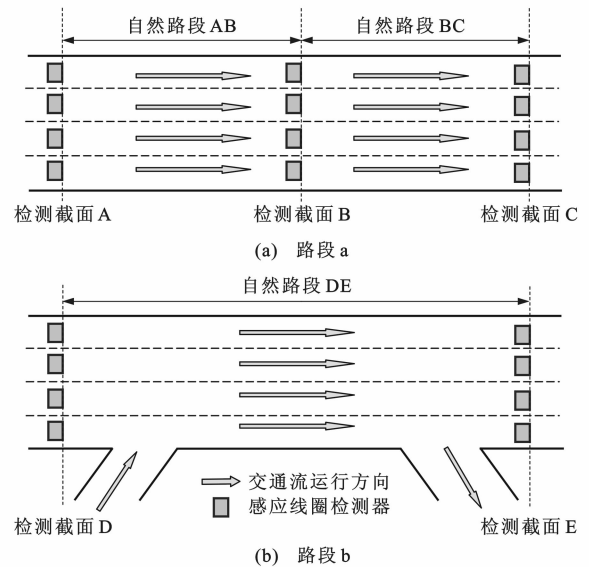 自然路段AB 自然路段BC
检测截面A 检测截面B 检测截面C
(a) 路段a
自然路段DE
交通流运行方向
感应线圈检测器
检测截面D 检测截面E
(b) 路段b